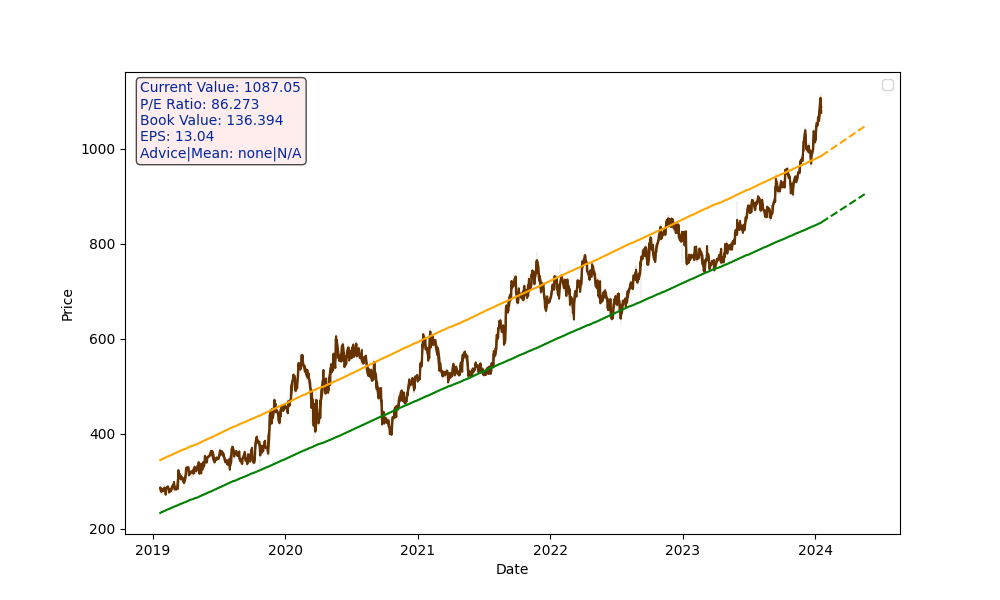 Current Value: 1087.05
P/E Ratio: 86.273
Book Value: 136.394
EPS: 13.04
Advice|Mean: none|N/A
Price
1000
800
600
400
200
2019 2020 2021 2022 2023 2024
Date